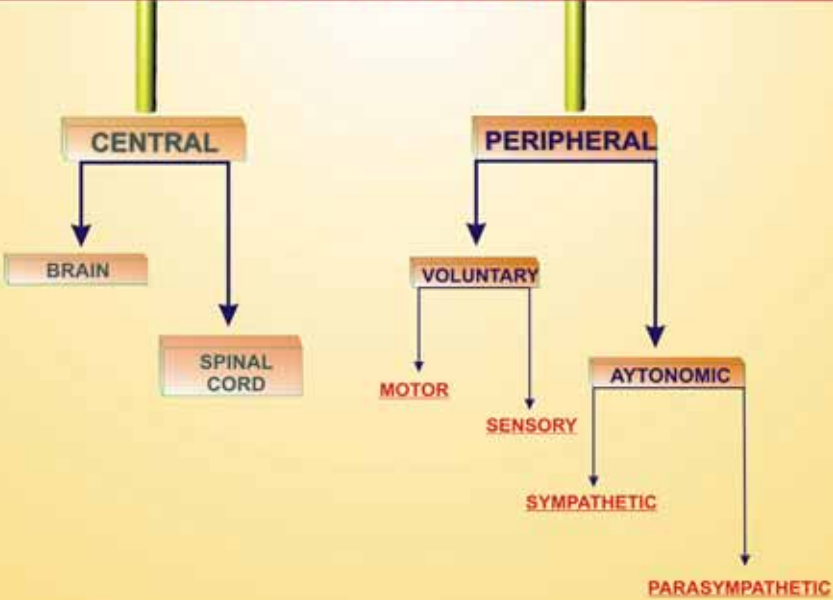 CENTRAL
PERIPHERAL
BRAIN
VOLUNTARY
SPINAL
CORD
MOTOR
AYTONOMIC
SENSORY
SYMPATHETIC
PARASYMPATHETIC